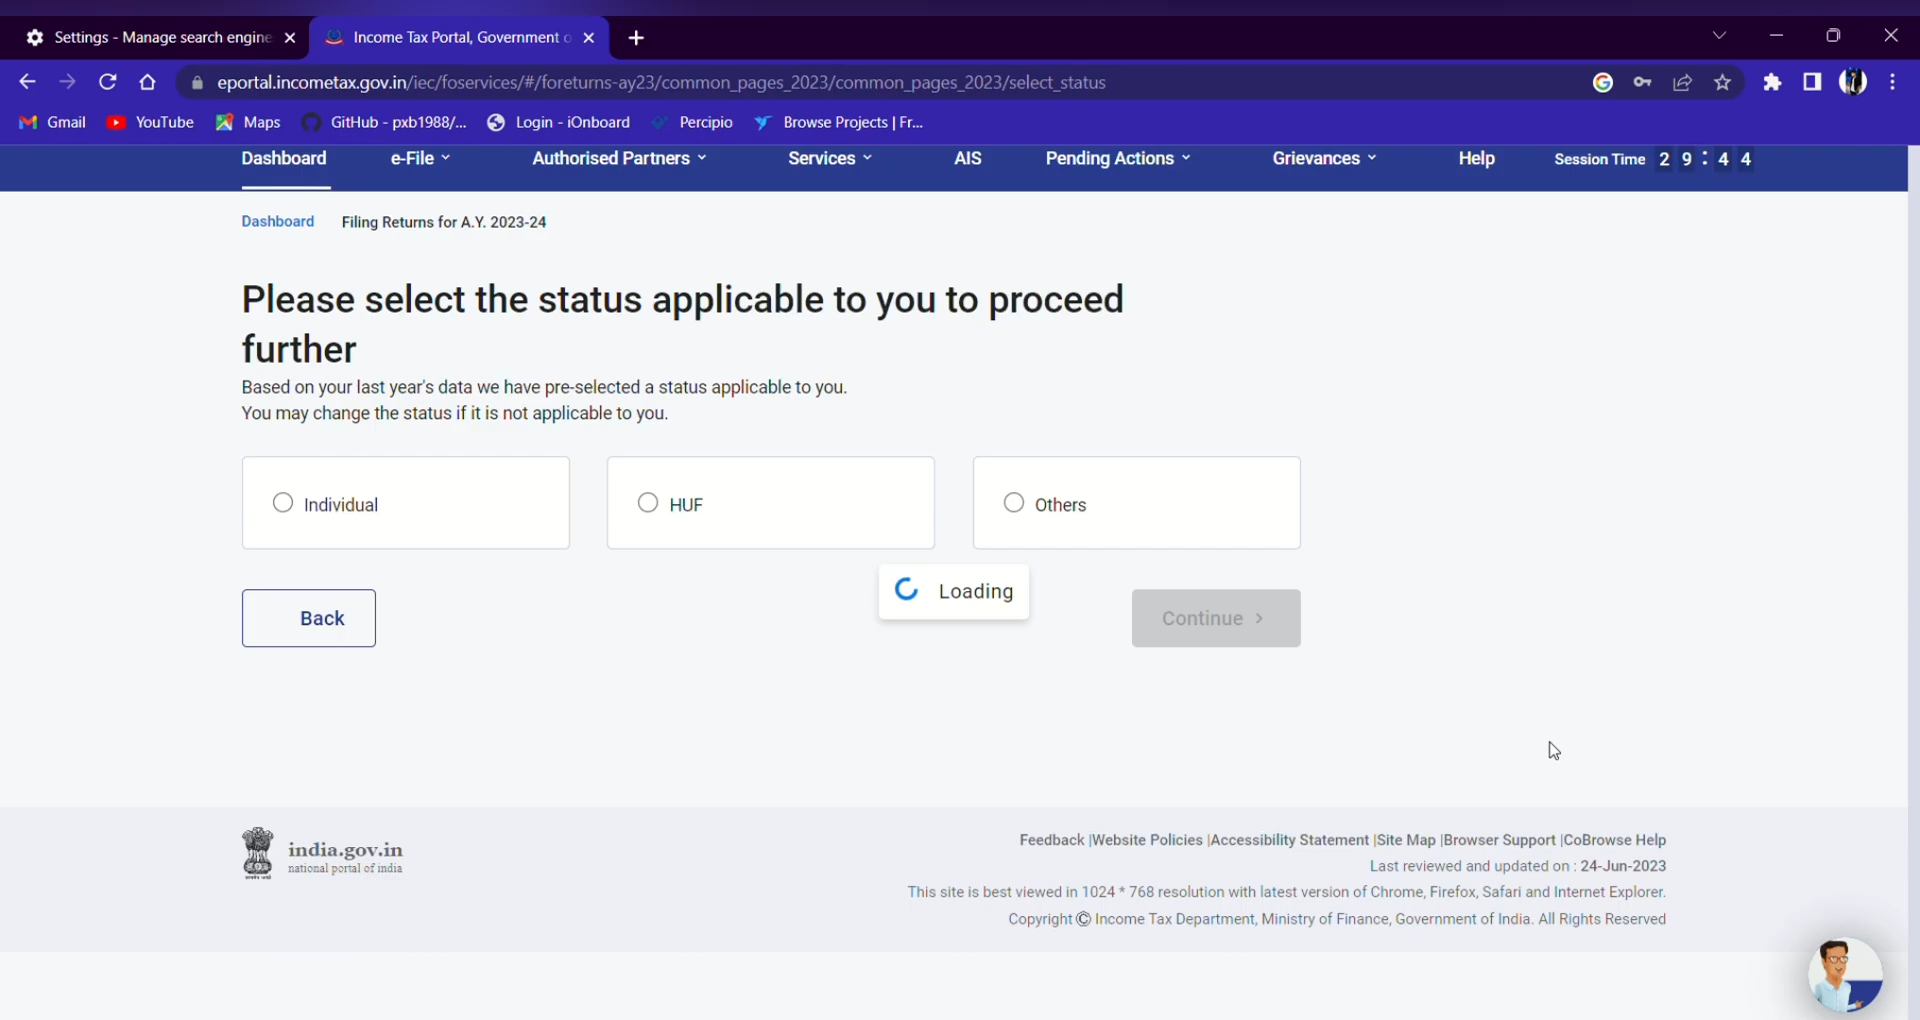 Settings - Manage search engine
Income Tax Portal, Government o
eportal.incometax.gov.in/iec/foservices/#/foreturns-ay23/common_pages_2023/common_pages_2023/select_status
Gmail YouTube Maps GitHub - pxb1988/... Login - iOnboard Percipio Browse Projects | Fr...
Dashboard e-File Authorised Partners Services AIS Pending Actions Grievances Help Session Time 2 9 : 4 4
Dashboard Filing Returns for A.Y. 2023-24
Please select the status applicable to you to proceed
further
Based on your last year's data we have pre-selected a status applicable to you.
You may change the status if it is not applicable to you.
Individual HUF Others
Loading
Back Continue >
india.gov.in
national portal of india
Feedback |Website Policies |Accessibility Statement |Site Map |Browser Support |CoBrowse Help
Last reviewed and updated on : 24-Jun-2023
This site is best viewed in 1024 * 768 resolution with latest version of Chrome, Firefox, Safari and Internet Explorer.
Copyright © Income Tax Department, Ministry of Finance, Government of India. All Rights Reserved